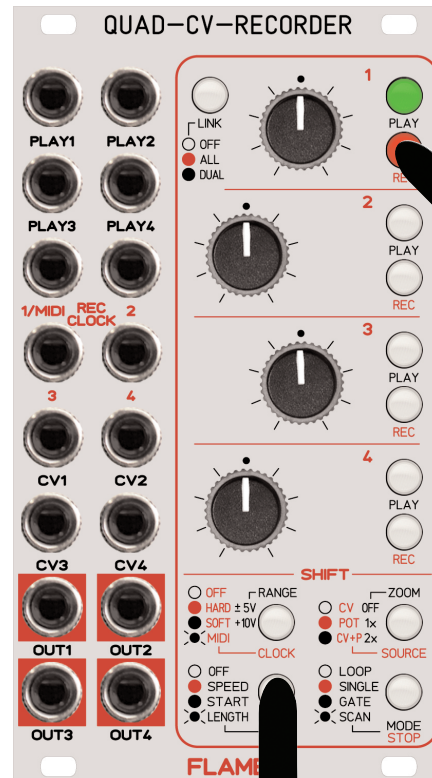 QUAD-CV-RECORDER
PLAY1 PLAY2
PLAY3 PLAY4
1/MIDI REC CLOCK 2
3 4
CV1 CV2
CV3 CV4
OUT1 OUT2
OUT3 OUT4
LINK
OFF
ALL
DUAL
1
PLAY
2
PLAY
REC
3
PLAY
REC
4
PLAY
REC
SHIFT
OFF RANGE
HARD ± 5V
SOFT +10V
MIDI
CLOCK
ZOOM
CV OFF
POT 1x
CV+P 2x
SOURCE
OFF
SPEED
START
LENGTH
LOOP
SINGLE
GATE
SCAN
MODE
STOP